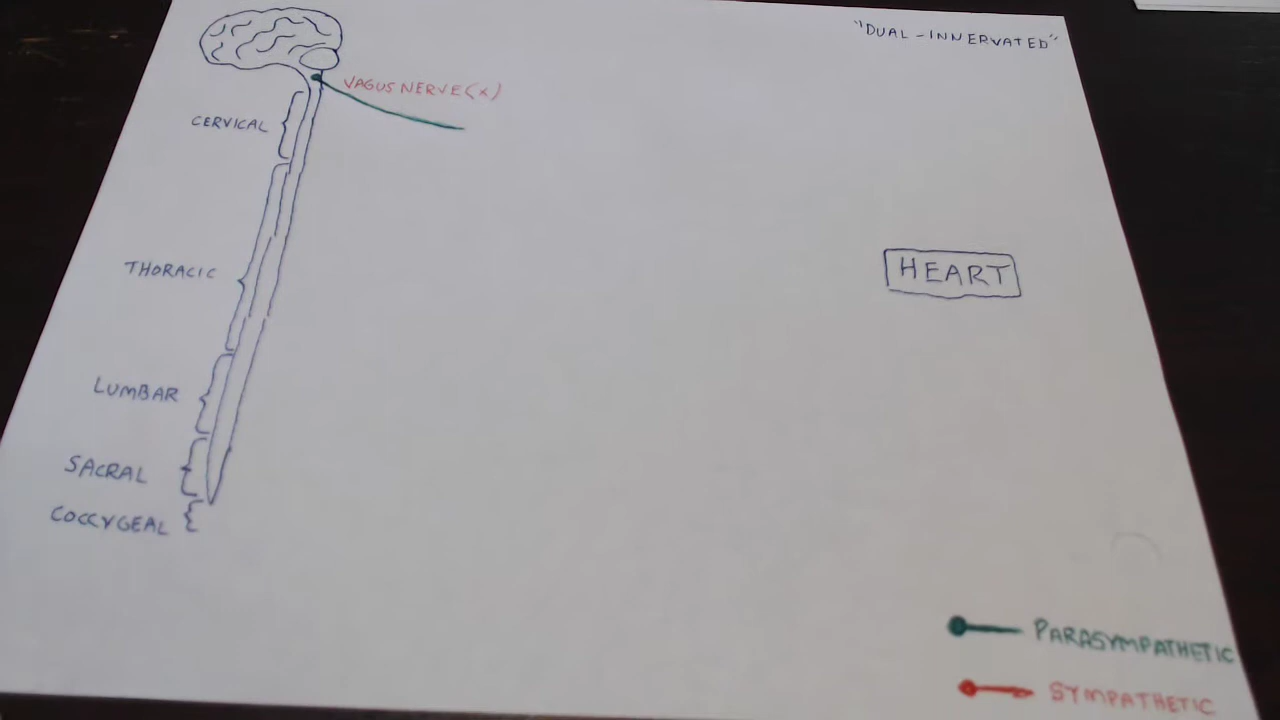 "DUAL-INNERVATED"
VAGUS NERVE (X)
CERVICAL
THORACIC
HEART
LUMBAR
SACRAL
COCCYGEAL
PARASYMPATHETIC
SYMPATHETIC